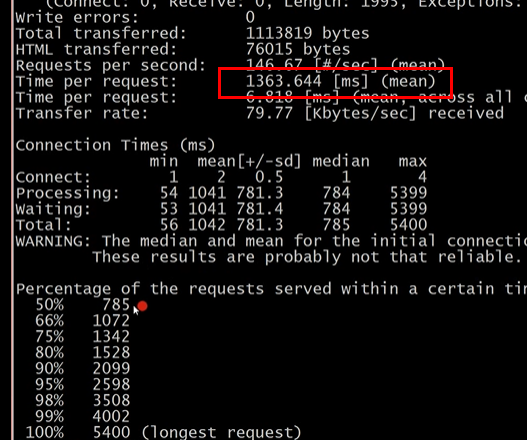 (Connect: 0, Receive: 0, Length: 1995, Exceptions:
Write errors: 0
Total transferred: 1113819 bytes
HTML transferred: 76015 bytes
Requests per second: 146.67 [#/sec] (mean)
Time per request: 1363.644 [ms] (mean)
Time per request: 6.818 [ms] (mean, across all c
Transfer rate: 79.77 [Kbytes/sec] received
Connection Times (ms)
min mean[+/-sd] median max
Connect: 1 2 0.5 1 4
Processing: 54 1041 781.3 784 5399
Waiting: 53 1041 781.4 784 5399
Total: 56 1042 781.3 785 5400
WARNING: The median and mean for the initial connectio
These results are probably not that reliable.
Percentage of the requests served within a certain tim
50% 785
66% 1072
75% 1342
80% 1528
90% 2099
95% 2598
98% 3508
99% 4002
100% 5400 (longest request)